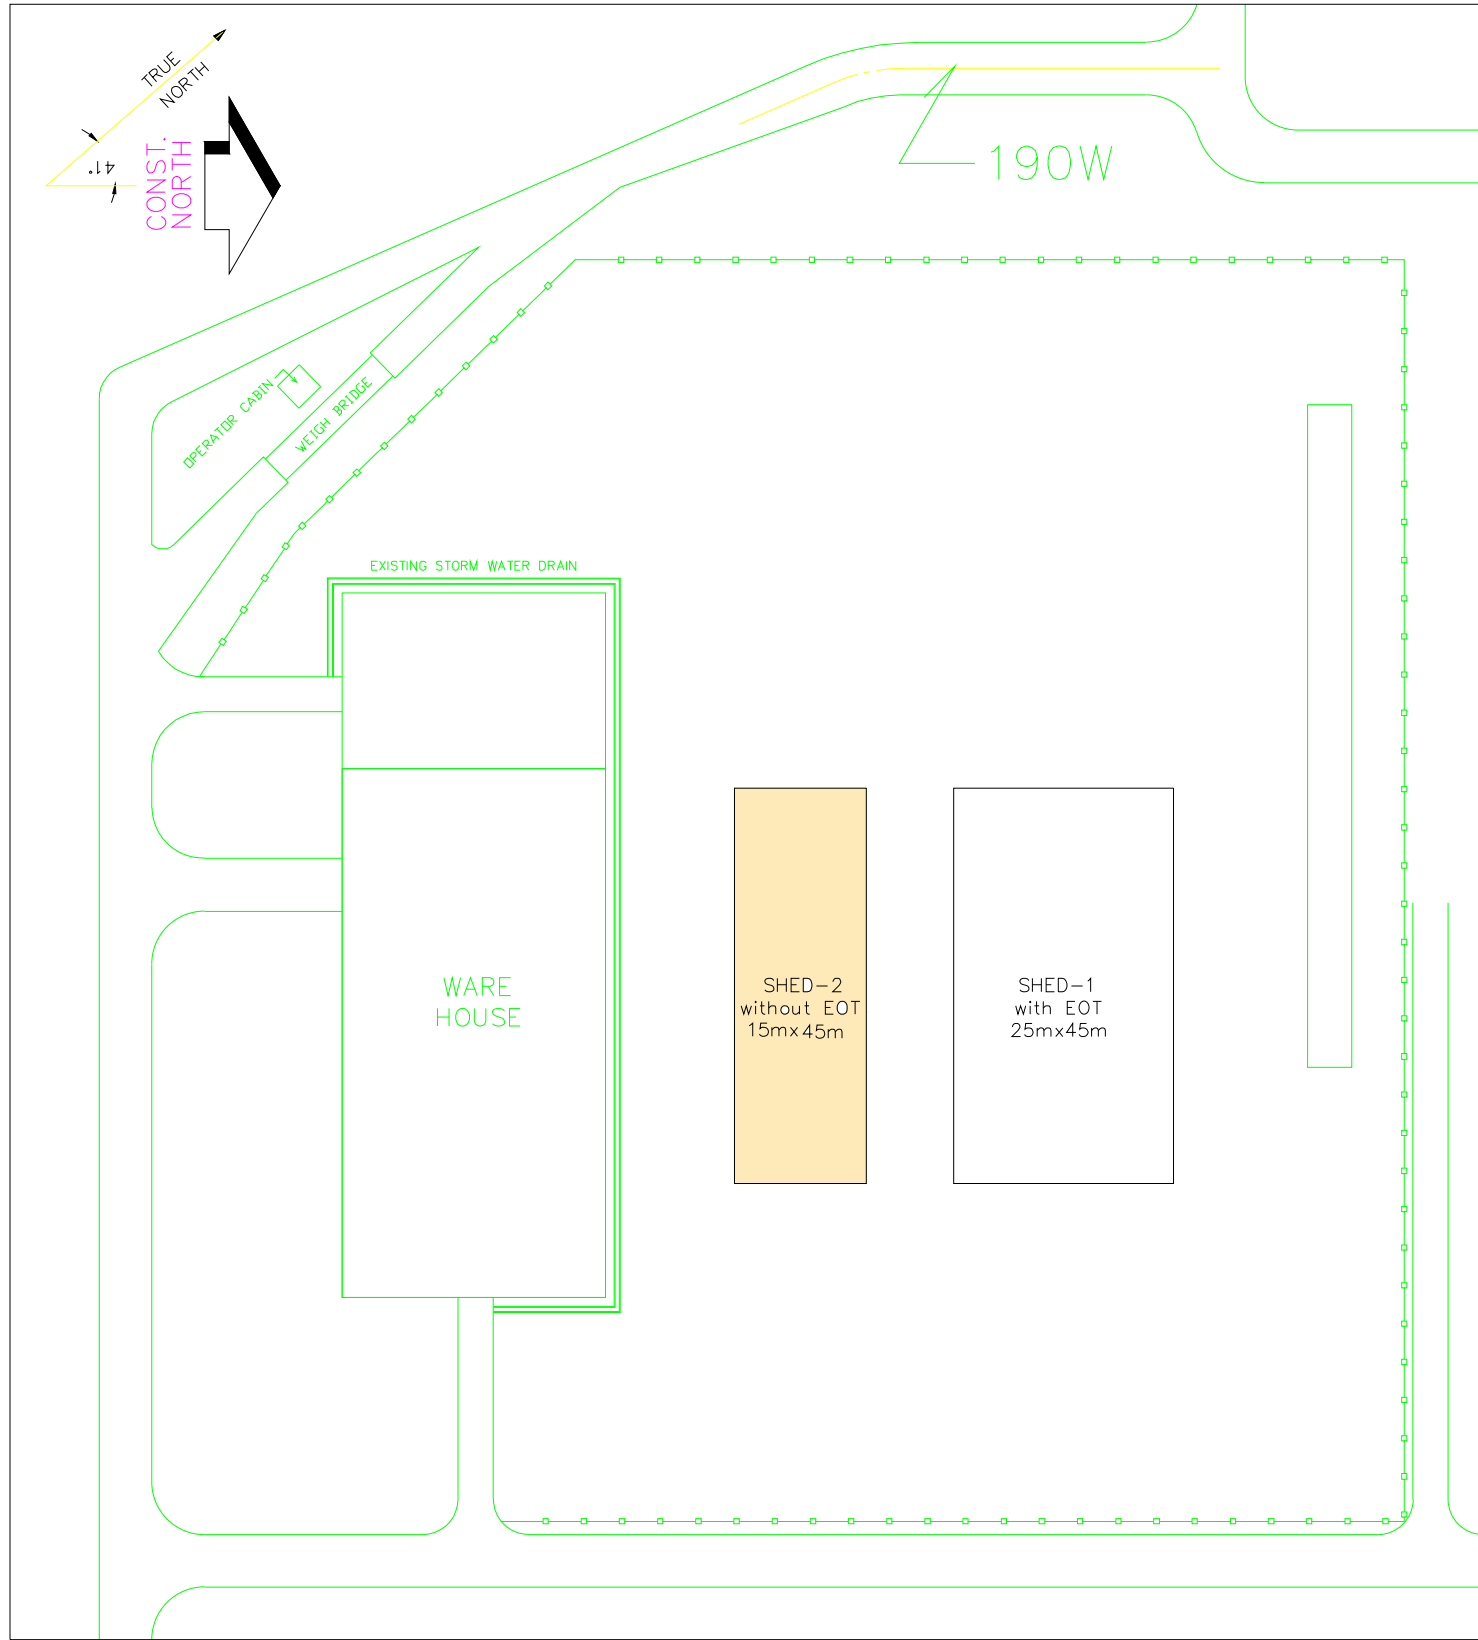 TRUE
NORTH
41°
CONST.
NORTH
190W
OPERATOR CABIN
WEIGH BRIDGE
EXISTING STORM WATER DRAIN
WARE
HOUSE
SHED-2
without EOT
15mx45m
SHED-1
with EOT
25mx45m